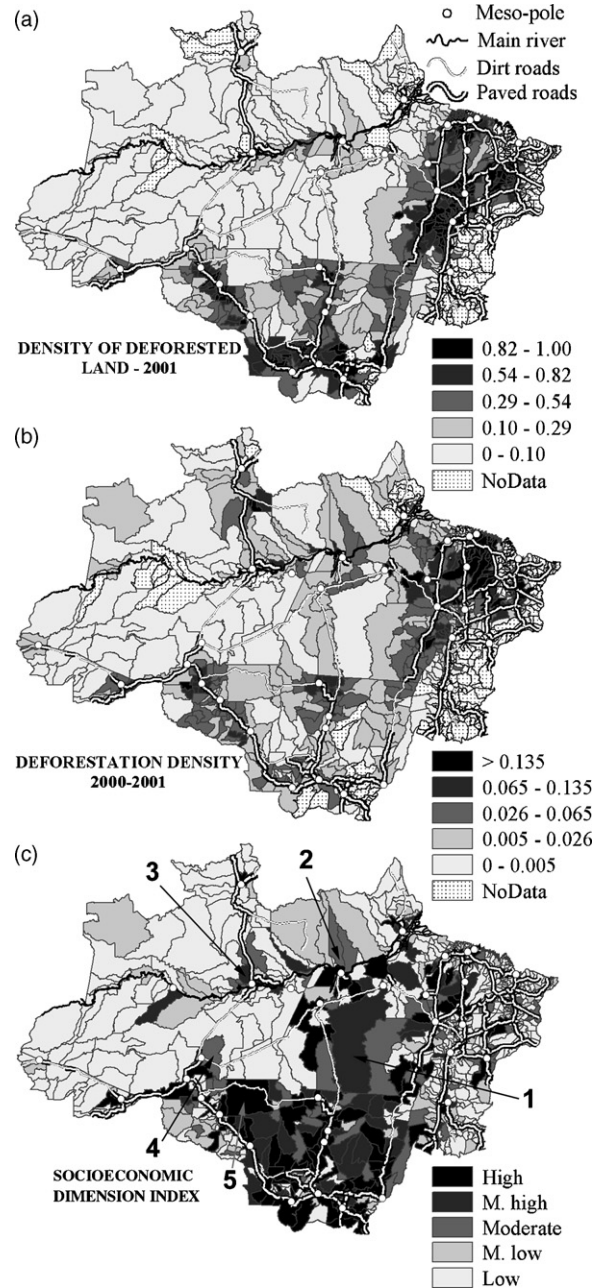 (a)
Meso-pole
Main river
Dirt roads
Paved roads
DENSITY OF DEFORESTED
LAND - 2001
0.82 - 1.00
0.54 - 0.82
0.29 - 0.54
0.10 - 0.29
0 - 0.10
NoData
(b)
DEFORESTATION DENSITY
2000-2001
> 0.135
0.065 - 0.135
0.026 - 0.065
0.005 - 0.026
0 - 0.005
NoData
(c)
3
2
1
4
5
SOCIOECONOMIC
DIMENSION INDEX
High
M. high
Moderate
M. low
Low